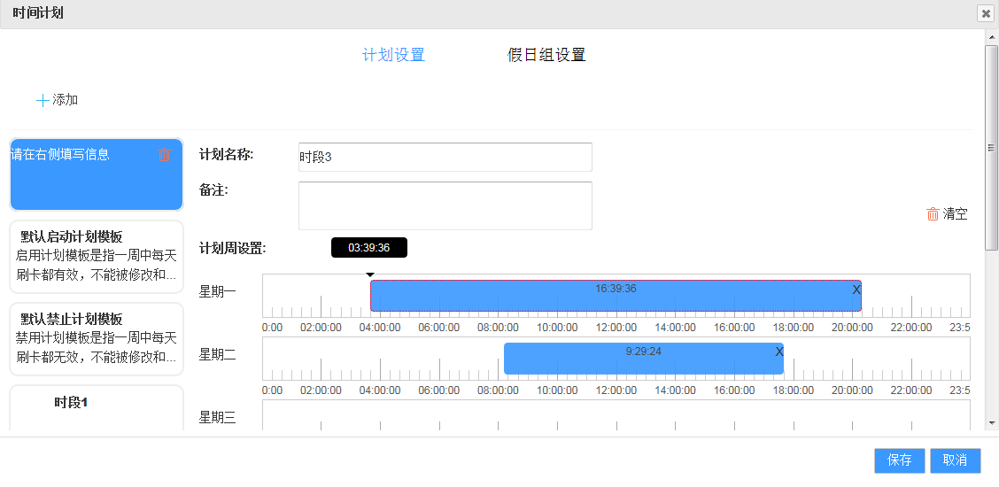 时间计划
计划设置 假日组设置
添加
请在右侧填写信息
计划名称: 时段3
备注:
清空
默认启动计划模板
启用计划模板是指一周中每天
刷卡都有效，不能被修改和...
计划周设置: 03:39:36
星期一 16:39:36 X
0:00 02:00:00 04:00:00 06:00:00 08:00:00 10:00:00 12:00:00 14:00:00 16:00:00 18:00:00 20:00:00 22:00:00 23:5
默认禁止计划模板
禁用计划模板是指一周中每天
刷卡都无效，不能被修改和...
星期二 9:29:24 X
0:00 02:00:00 04:00:00 06:00:00 08:00:00 10:00:00 12:00:00 14:00:00 16:00:00 18:00:00 20:00:00 22:00:00 23:5
时段1
星期三
保存 取消